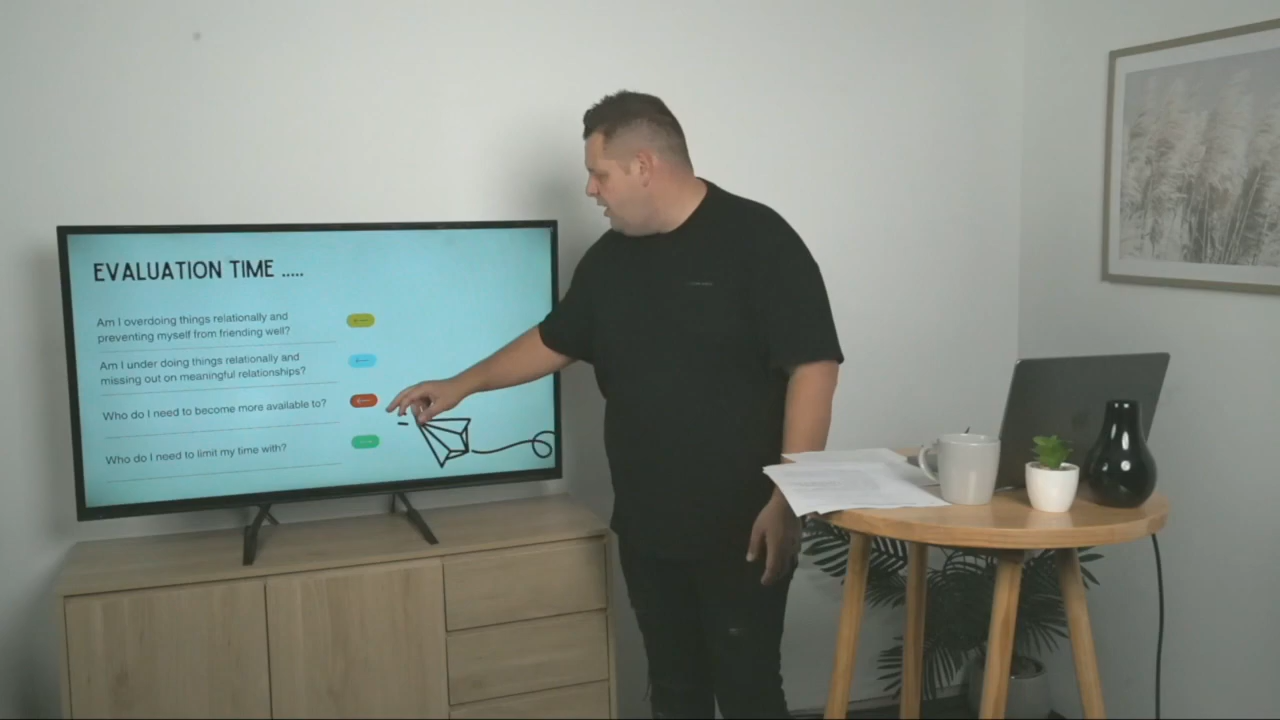 EVALUATION TIME .....
Am I overdoing things relationally and
preventing myself from friending well?
Am I under doing things relationally and
missing out on meaningful relationships?
Who do I need to become more available to?
Who do I need to limit my time with?